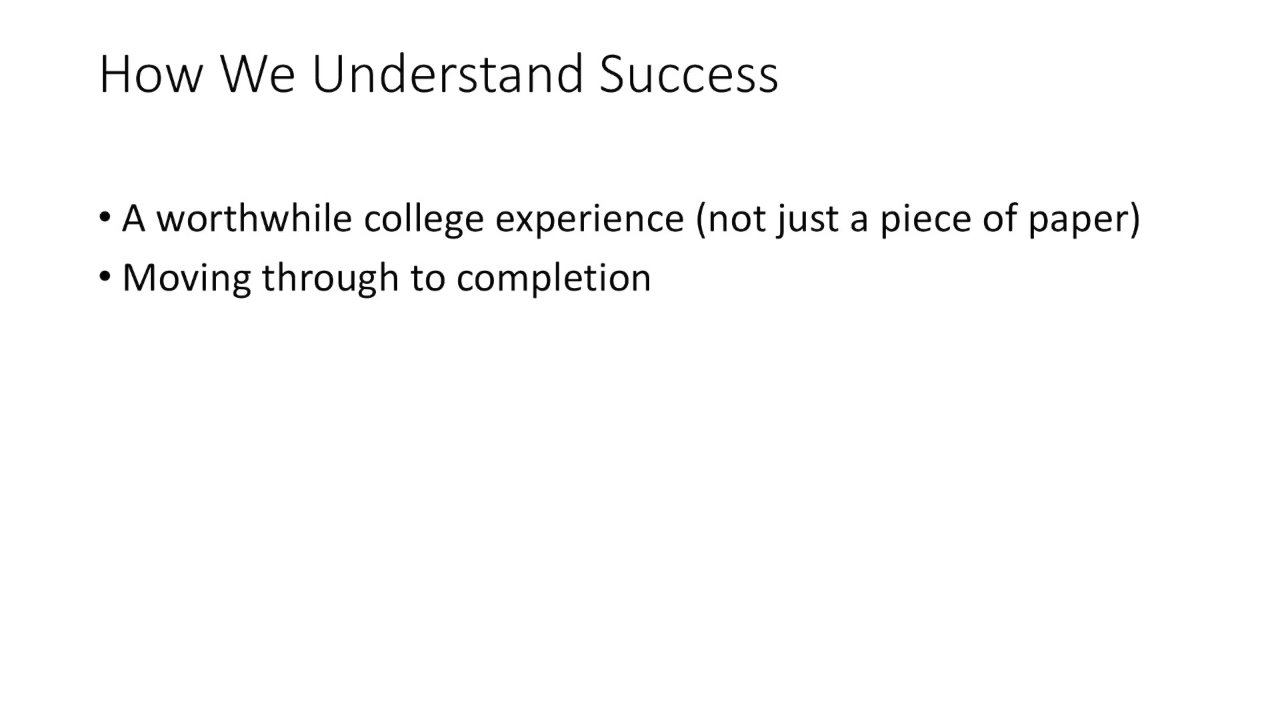 How We Understand Success
• A worthwhile college experience (not just a piece of paper)
• Moving through to completion